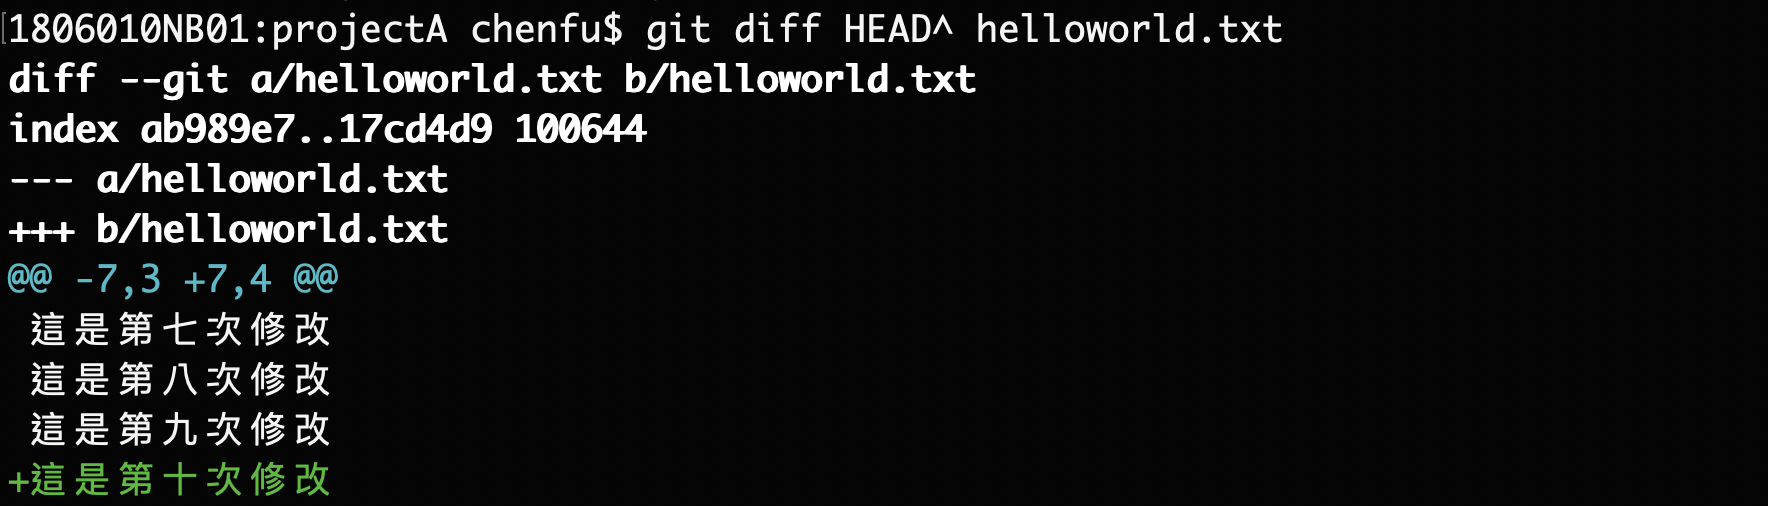 [1806010NB01:projectA chenfu$ git diff HEAD^ helloworld.txt
diff --git a/helloworld.txt b/helloworld.txt
index ab989e7..17cd4d9 100644
--- a/helloworld.txt
+++ b/helloworld.txt
@@ -7,3 +7,4 @@
 這是第七次修改
 這是第八次修改
 這是第九次修改
+這是第十次修改